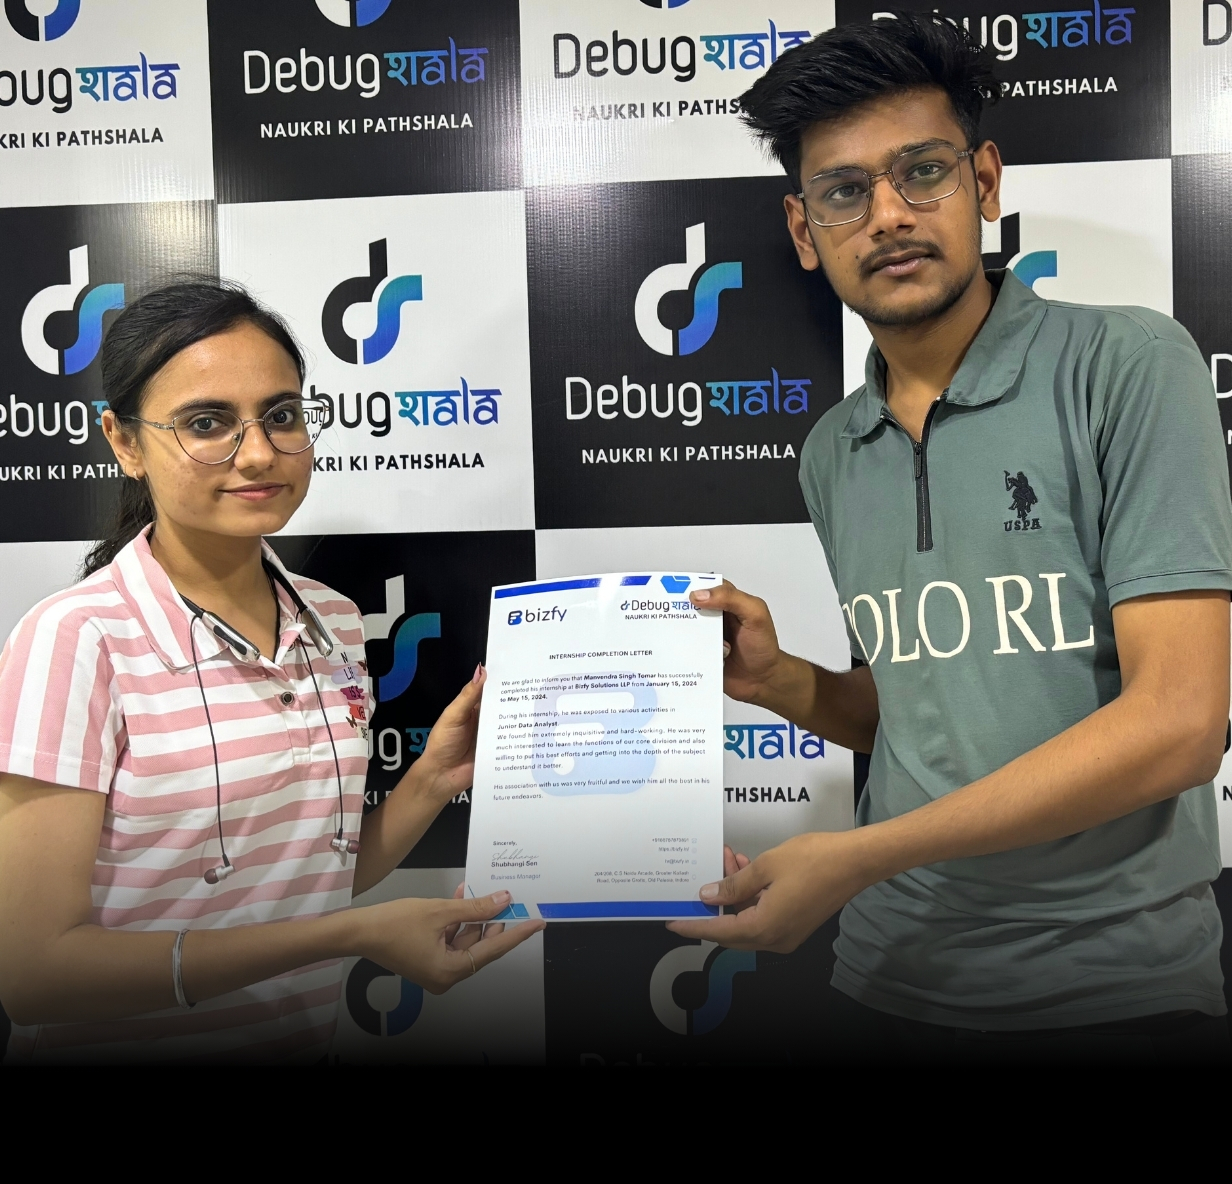 Debugशाala
NAUKRI KI PATHSHALA
Debugशाala
NAUKRI KI PATHSHALA
Debugशाala
NAUKRI KI PATHSHALA
USPA
POLO RL
bizfy
Debugशाala
NAUKRI KI PATHSHALA
INTERNSHIP COMPLETION LETTER
We are glad to inform you that Manvendra Singh Tomar has successfully
completed his internship at Bizfy Solutions LLP from January 15, 2024
to May 15, 2024.
During his internship, he was exposed to various activities in
Junior Data Analyst.
We found him extremely inquisitive and hard-working. He was very
much interested to learn the functions of our core division and also
willing to put his best efforts and getting into the depth of the subject
to understand it better.
His association with us was very fruitful and we wish him all the best in his
future endeavors.
Sincerely,
Shubhangi Sen
Business Manager